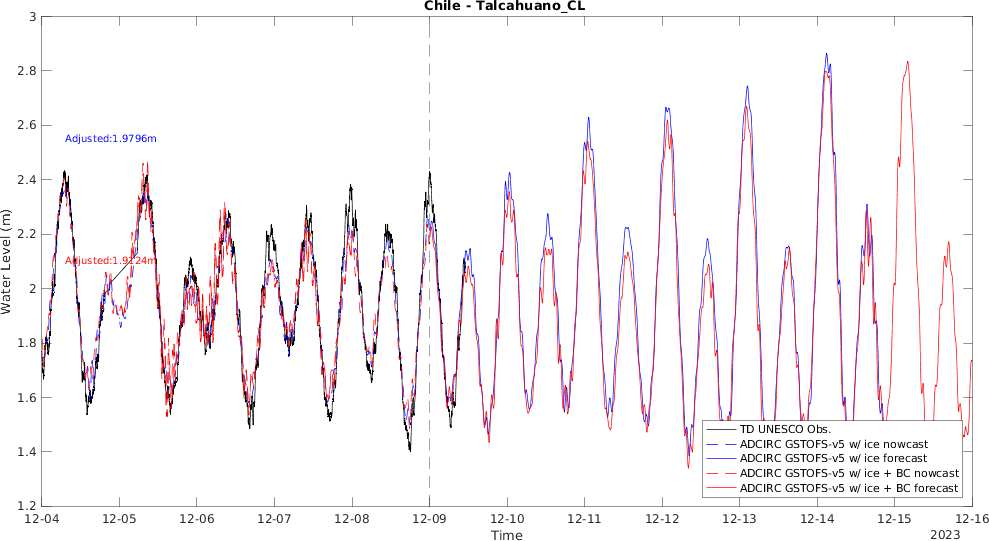 Chile - Talcahuano_CL
Water Level (m)
3
2.8
2.6
2.4
2.2
2
1.8
1.6
1.4
1.2
Adjusted:1.9796m
Adjusted:1.9124m
TD UNESCO Obs.
ADCIRC GSTOFS-v5 w/ ice nowcast
ADCIRC GSTOFS-v5 w/ ice forecast
ADCIRC GSTOFS-v5 w/ ice + BC nowcast
ADCIRC GSTOFS-v5 w/ ice + BC forecast
12-04 12-05 12-06 12-07 12-08 12-09 12-10 12-11 12-12 12-13 12-14 12-15 12-16
Time
2023